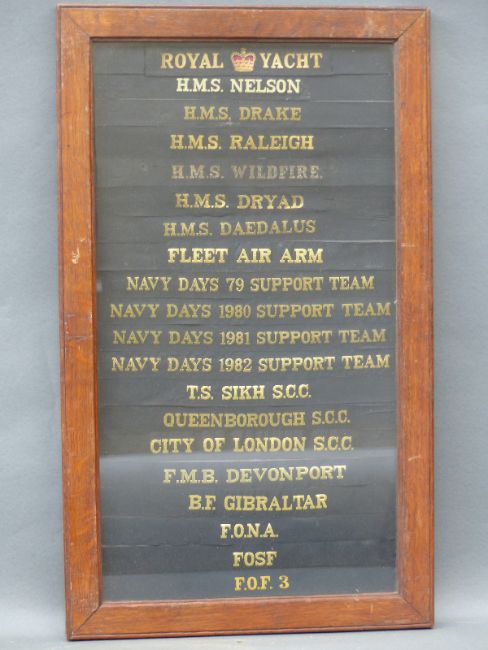 ROYAL YACHT
H.M.S. NELSON
H.M.S. DRAKE
H.M.S. RALEIGH
H.M.S. WILDFIRE.
H.M.S. DRYAD
H.M.S. DAEDALUS
FLEET AIR ARM
NAVY DAYS 79 SUPPORT TEAM
NAVY DAYS 1980 SUPPORT TEAM
NAVY DAYS 1981 SUPPORT TEAM
NAVY DAYS 1982 SUPPORT TEAM
T.S. SIKH S.C.C.
QUEENBOROUGH S.C.C.
CITY OF LONDON S.C.C.
F.M.B. DEVONPORT
B.F. GIBRALTAR
F.O.N.A.
FOSF
F.O.F. 3